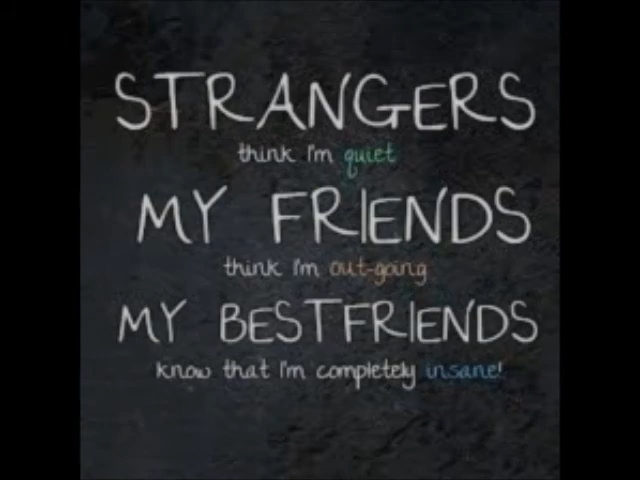 STRANGERS
think I'm quiet
MY FRIENDS
think I'm out-going
MY BESTFRIENDS
know that I'm completely insane!